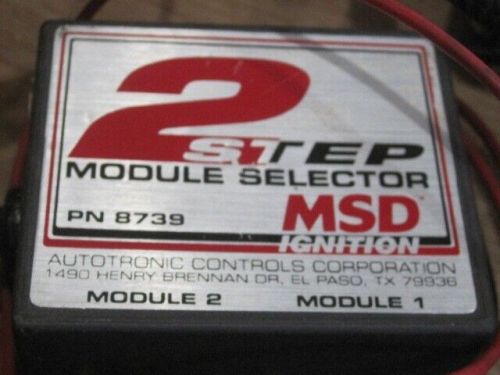 2
STEP
MODULE SELECTOR
PN 8739
MSD
IGNITION
AUTOTRONIC CONTROLS CORPORATION
1490 HENRY BRENNAN DR, EL PASO, TX 79936
MODULE 2 MODULE 1